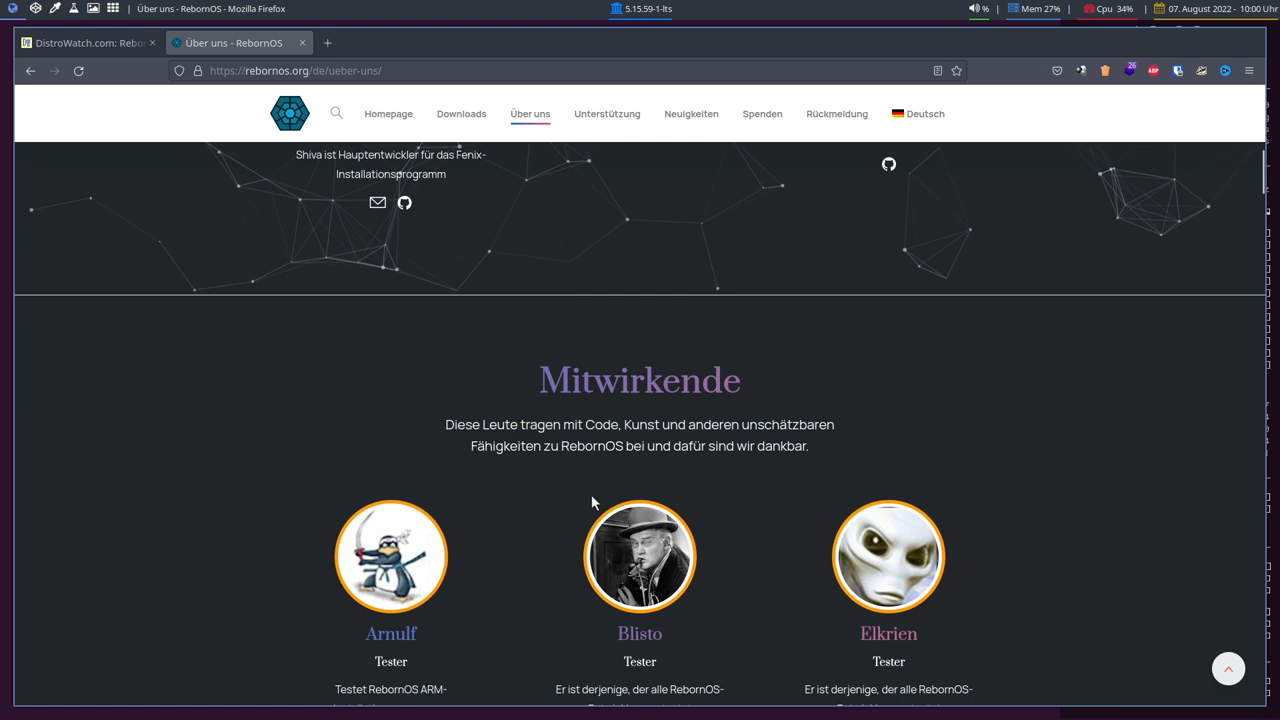 Über uns - RebornOS - Mozilla Firefox
5.15.59-1-lts
%
Mem 27%
Cpu 34%
07. August 2022 - 10:00 Uhr
DistroWatch.com: Rebo
Über uns - RebornOS
https://rebornos.org/de/ueber-uns/
26
ABP
Homepage
Downloads
Über uns
Unterstützung
Neuigkeiten
Spenden
Rückmeldung
Deutsch
Shiva ist Hauptentwickler für das Fenix-
Installationsprogramm
Mitwirkende
Diese Leute tragen mit Code, Kunst und anderen unschätzbaren
Fähigkeiten zu RebornOS bei und dafür sind wir dankbar.
Arnulf
Blisto
Elkrien
Tester
Tester
Tester
Testet RebornOS ARM-
Er ist derjenige, der alle RebornOS-
Er ist derjenige, der alle RebornOS-